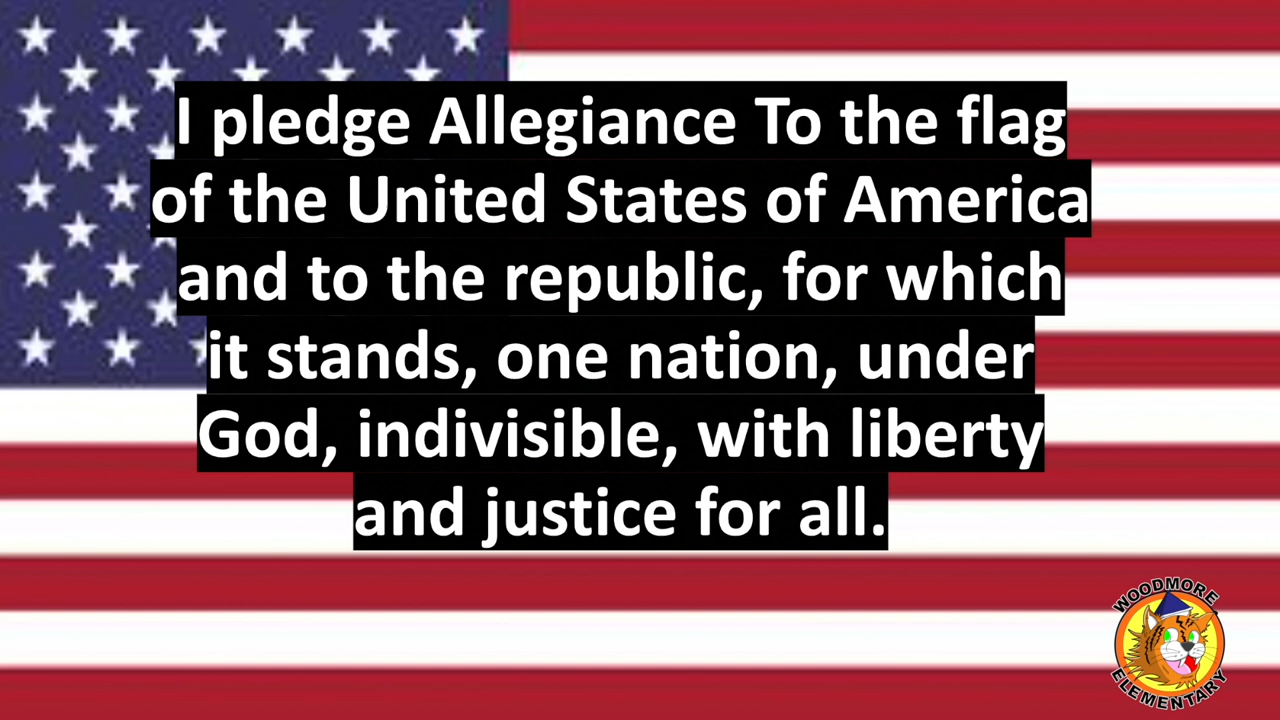 I pledge Allegiance To the flag
of the United States of America
and to the republic, for which
it stands, one nation, under
God, indivisible, with liberty
and justice for all.
WOODMORE
ELEMENTARY